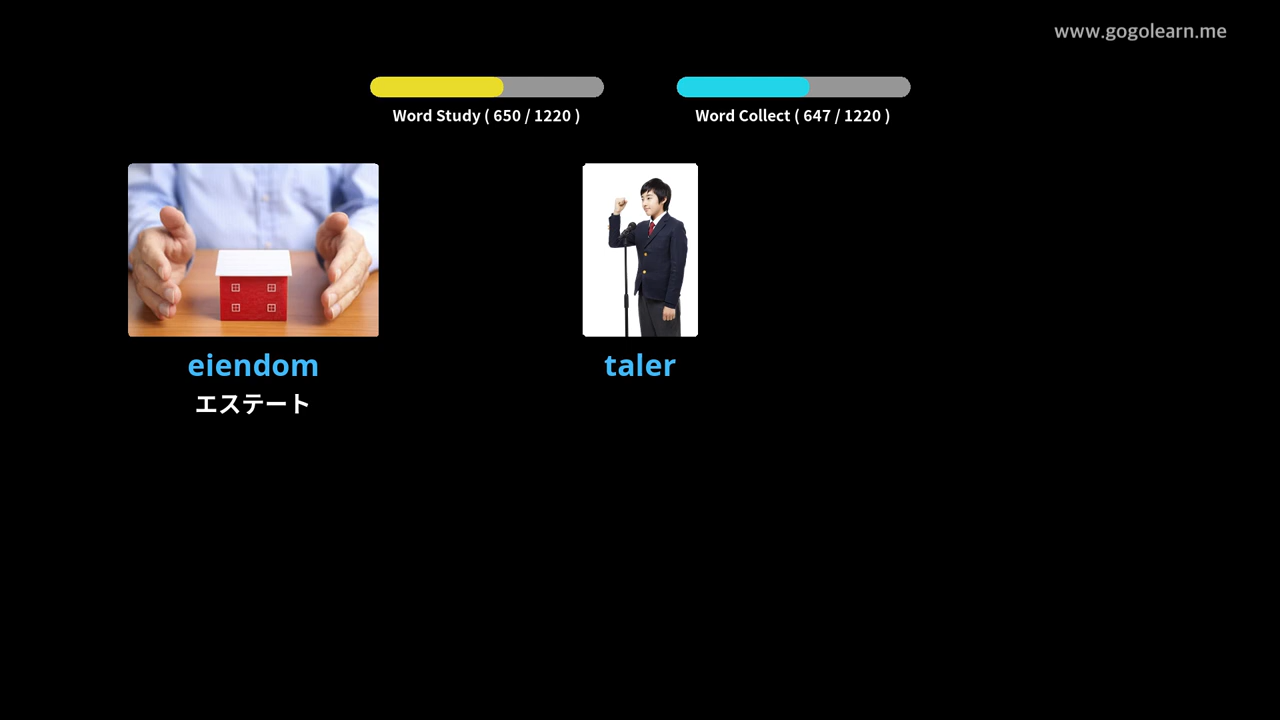 www.gogolearn.me
Word Study ( 650 / 1220 )
Word Collect ( 647 / 1220 )
eiendom
taler
エステート